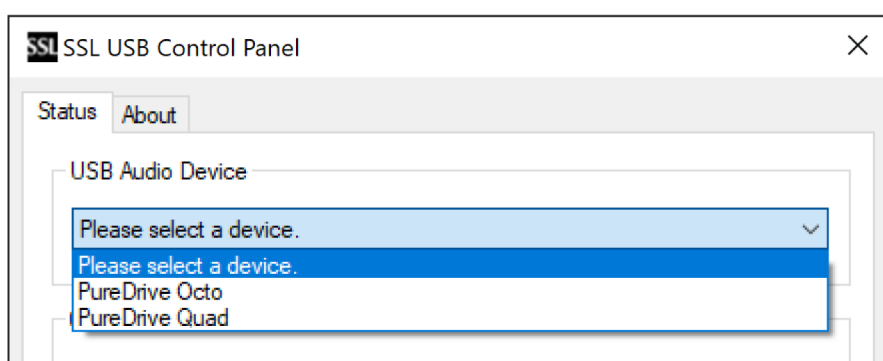 SSL SSL USB Control Panel
Status About
USB Audio Device
Please select a device.
Please select a device.
PureDrive Octo
PureDrive Quad